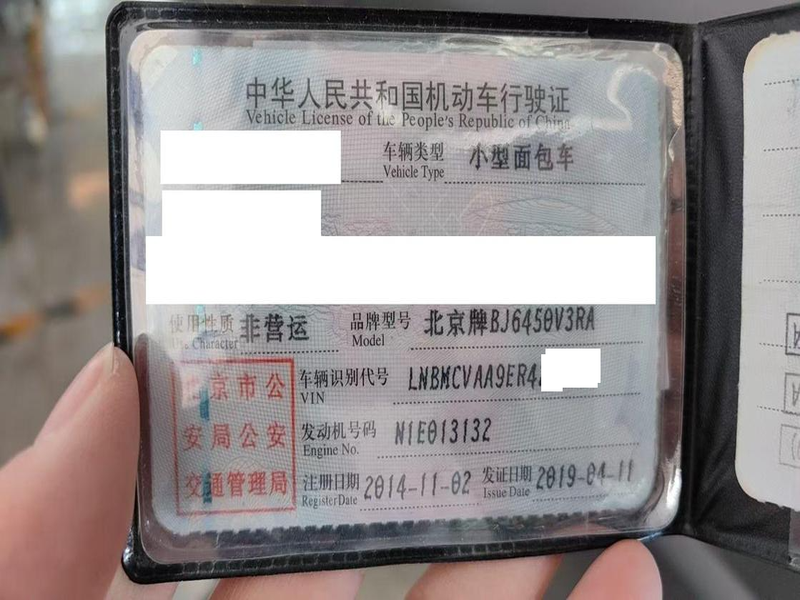 中华人民共和国机动车行驶证
Vehicle License of the People's Republic of China
车辆类型 小型面包车
Vehicle Type
使用性质 非营运 品牌型号 北京牌BJ6450V3RA
Use Character Model
车辆识别代号 LNBMCVAA9ER4
VIN
发动机号码 N1E013132
Engine No.
注册日期 2014-11-02 发证日期 2019-04-11
Register Date Issue Date
北京市公
安局公安
交通管理局